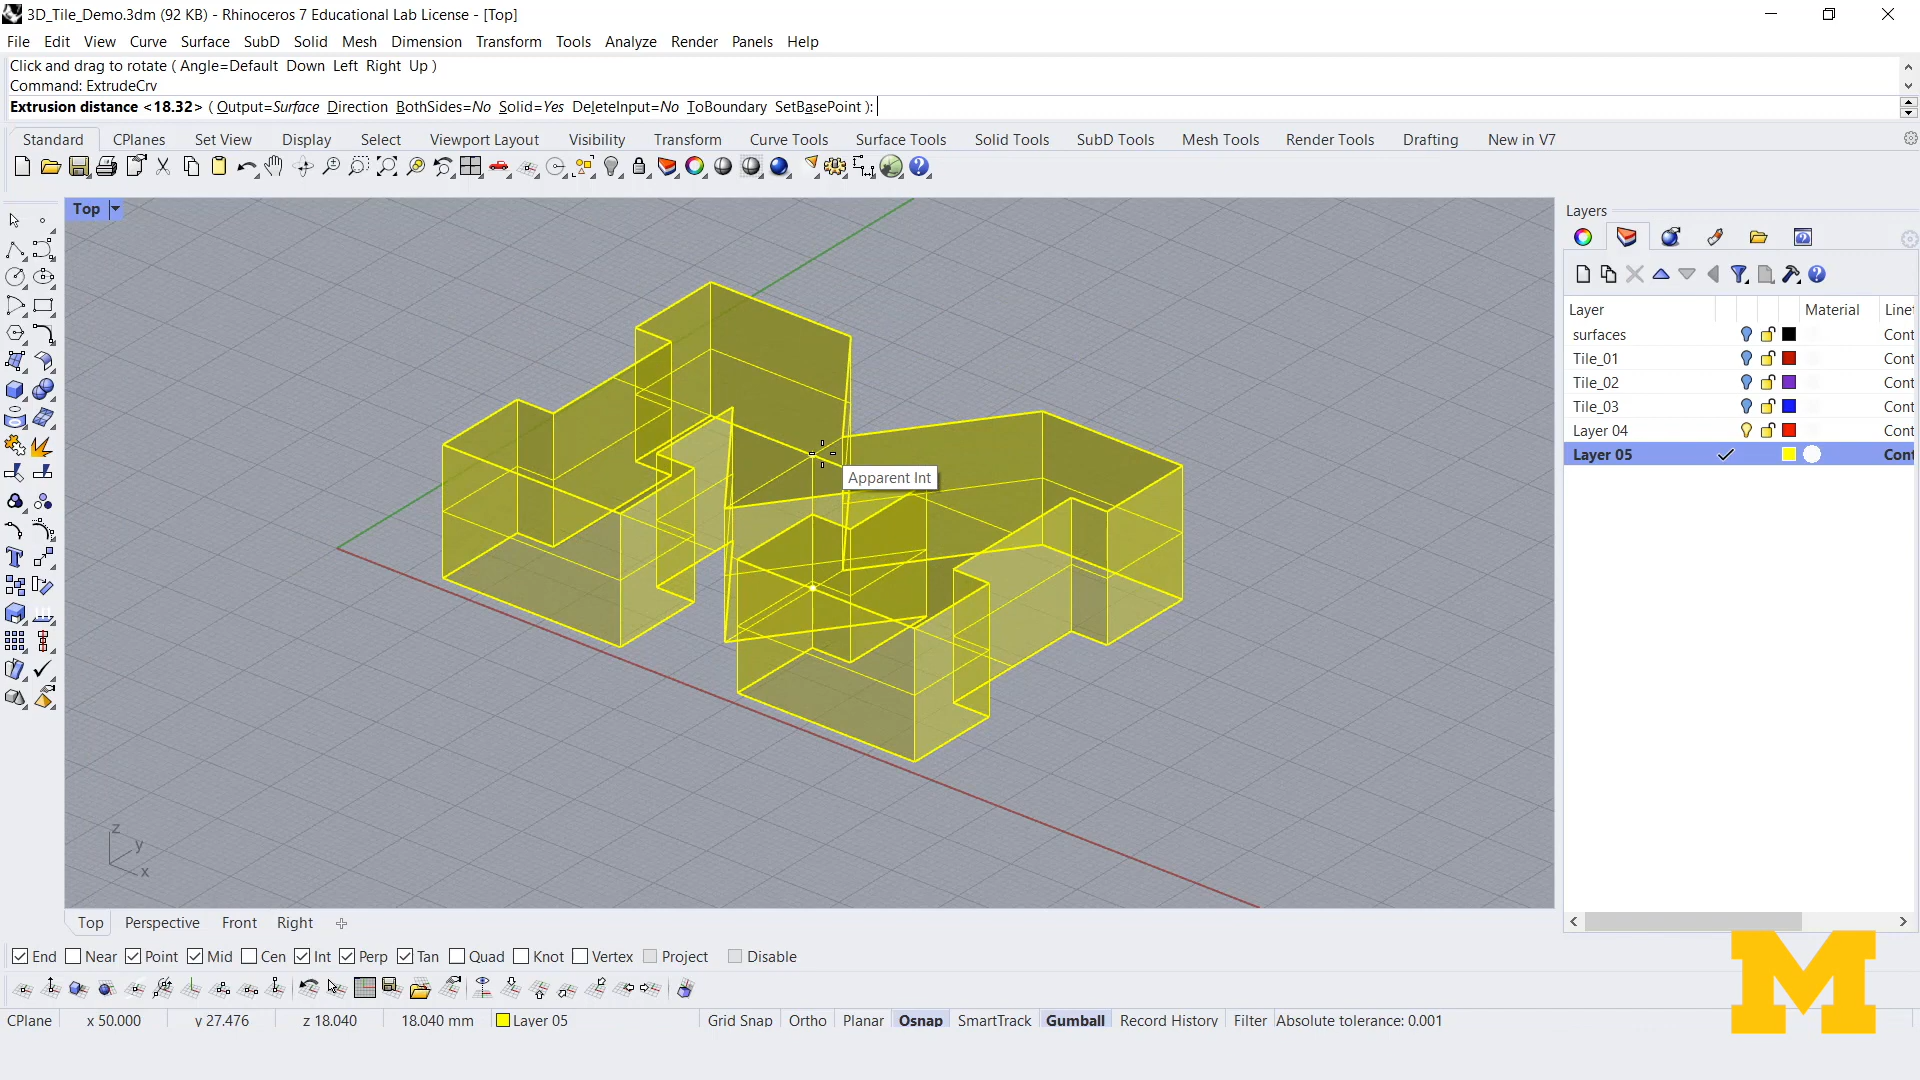 3D_Tile_Demo.3dm (92 KB) - Rhinoceros 7 Educational Lab License - [Top]
File Edit View Curve Surface SubD Solid Mesh Dimension Transform Tools Analyze Render Panels Help
Click and drag to rotate ( Angle=Default Down Left Right Up )
Command: ExtrudeCrv
Extrusion distance <18.32> ( Output=Surface Direction BothSides=No Solid=Yes DeleteInput=No ToBoundary SetBasePoint ):
Standard CPlanes Set View Display Select Viewport Layout Visibility Transform Curve Tools Surface Tools Solid Tools SubD Tools Mesh Tools Render Tools Drafting New in V7
Top
Layers
Layer Material Linet
surfaces Cont
Tile_01 Cont
Tile_02 Cont
Tile_03 Cont
Layer 04 Cont
Layer 05 Cont
Apparent Int
z
y
x
Top Perspective Front Right
End Near Point Mid Cen Int Perp Tan Quad Knot Vertex Project Disable
CPlane x 50.000 y 27.476 z 18.040 18.040 mm Layer 05 Grid Snap Ortho Planar Osnap SmartTrack Gumball Record History Filter Absolute tolerance: 0.001
M